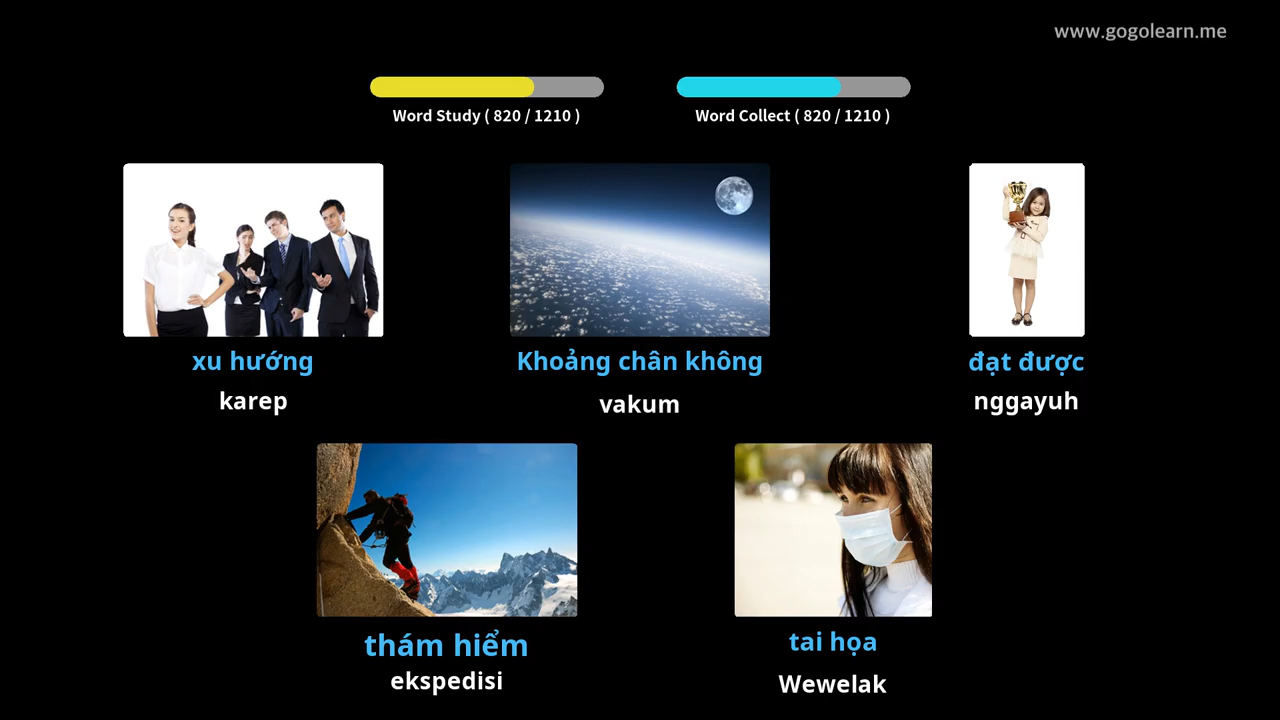 www.gogolearn.me
Word Study ( 820 / 1210 )
Word Collect ( 820 / 1210 )
xu hướng
karep
Khoảng chân không
vakum
đạt được
nggayuh
thám hiểm
ekspedisi
tai họa
Wewelak